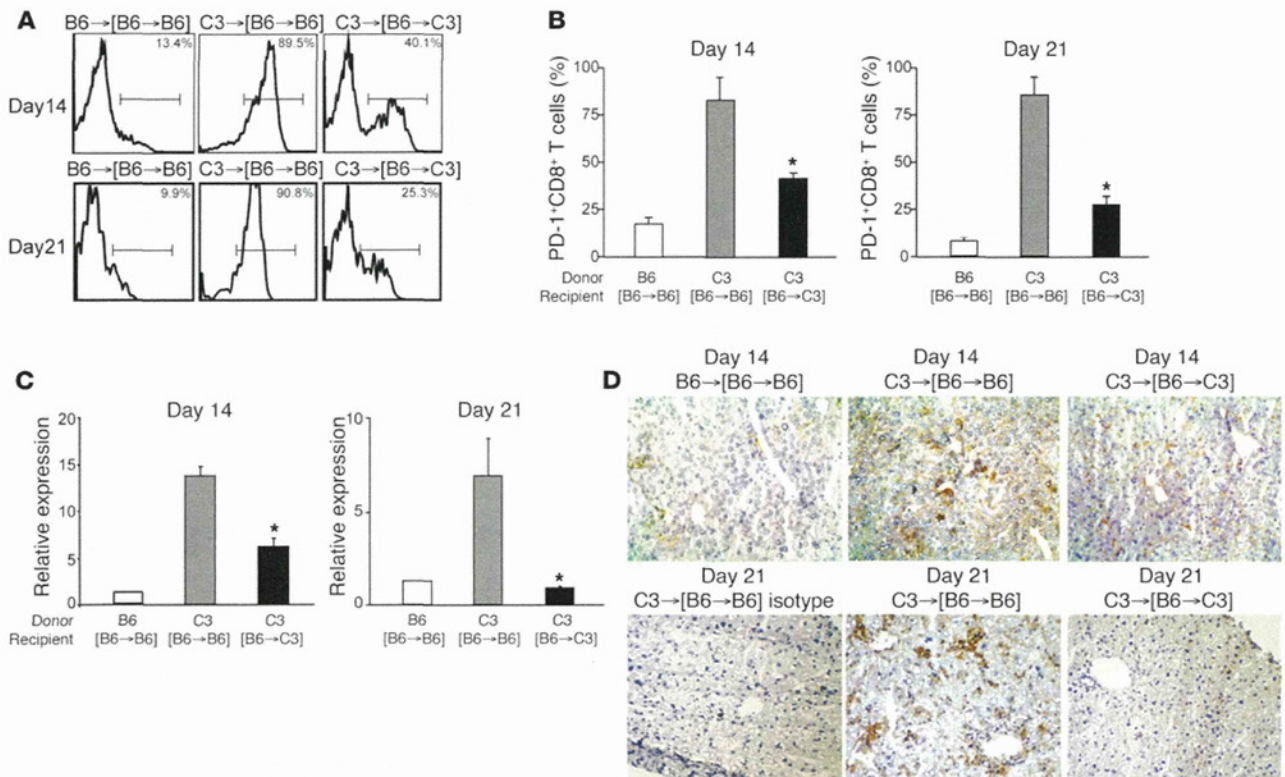 A
B6→[B6→B6] C3→[B6→B6] C3→[B6→C3]
Day14
13.4%
89.5%
40.1%
B6→[B6→B6] C3→[B6→B6] C3→[B6→C3]
Day21
9.9%
90.8%
25.3%
B
Day 14
PD-1+CD8+ T cells (%)
100
75
50
25
0
*
Donor B6 C3 C3
Recipient [B6→B6] [B6→B6] [B6→C3]
Day 21
PD-1+CD8+ T cells (%)
100
75
50
25
0
*
B6 C3 C3
[B6→B6] [B6→B6] [B6→C3]
C
Day 14
Relative expression
20
15
10
5
0
*
Donor B6 C3 C3
Recipient [B6→B6] [B6→B6] [B6→C3]
Day 21
Relative expression
10
5
0
*
B6 C3 C3
[B6→B6] [B6→B6] [B6→C3]
D
Day 14
B6→[B6→B6]
Day 14
C3→[B6→B6]
Day 14
C3→[B6→C3]
Day 21
C3→[B6→B6] isotype
Day 21
C3→[B6→B6]
Day 21
C3→[B6→C3]